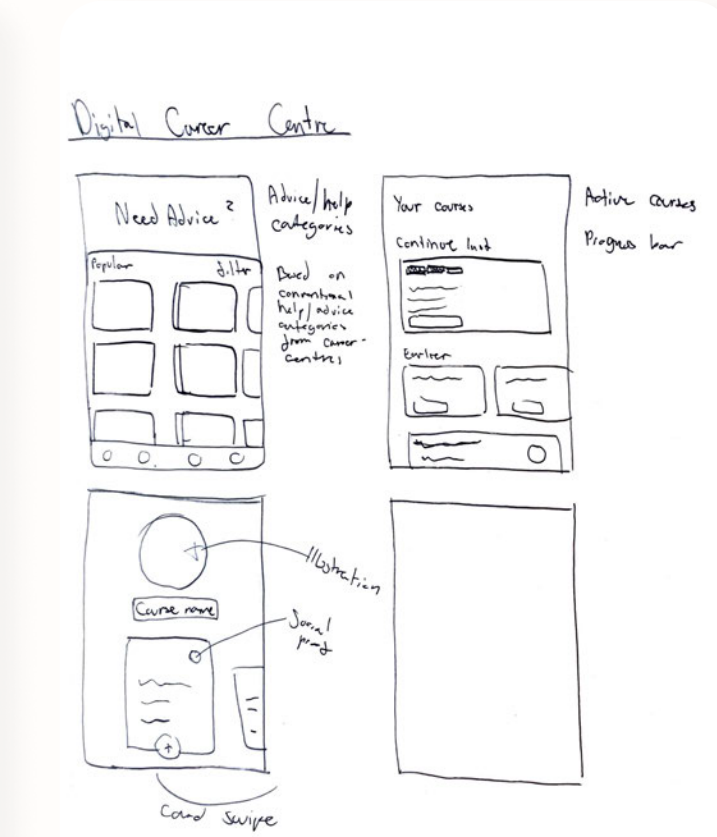 Digital Career Centre
Need Advice?
Popular
filter
Advice/help
categories
Based on
conventional
help/advice
categories
from career-
centres
Your courses
Continue last
Earlier
Active courses
Progress bar
Course name
Illustration
Social
proof
Card swipe